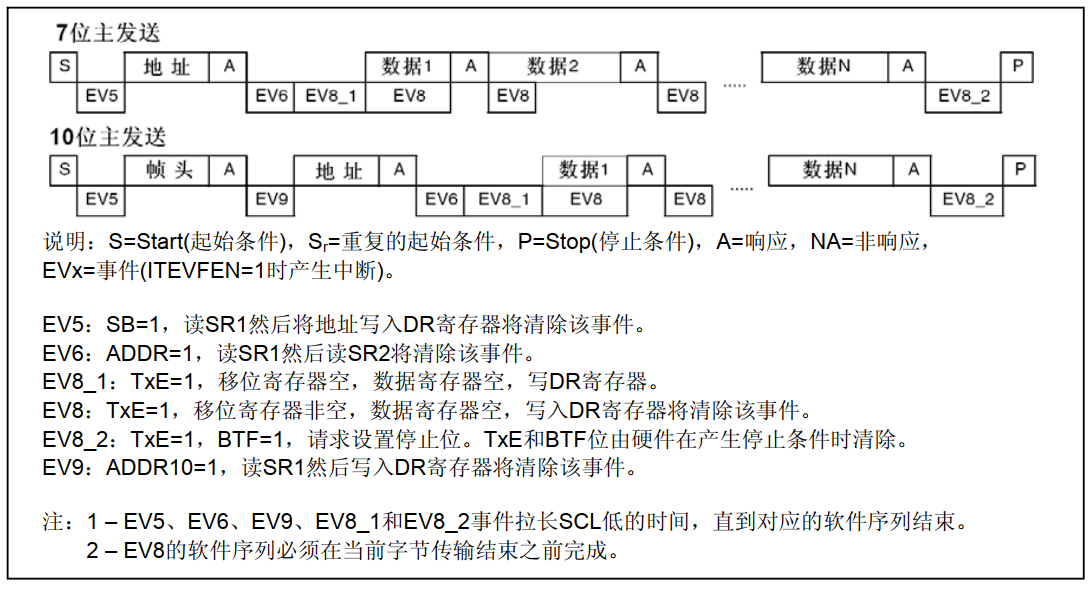 7位主发送
S 地址 A 数据1 A 数据2 A 数据N A P
EV5 EV6 EV8_1 EV8 EV8 EV8 ..... EV8_2
10位主发送
S 帧头 A 地址 A 数据1 A 数据N A P
EV5 EV9 EV6 EV8_1 EV8 EV8 ..... EV8_2
说明：S=Start(起始条件)，Sr=重复的起始条件，P=Stop(停止条件)，A=响应，NA=非响应，
EVx=事件(ITEVFEN=1时产生中断)。
EV5：SB=1，读SR1然后将地址写入DR寄存器将清除该事件。
EV6：ADDR=1，读SR1然后读SR2将清除该事件。
EV8_1：TxE=1，移位寄存器空，数据寄存器空，写DR寄存器。
EV8：TxE=1，移位寄存器非空，数据寄存器空，写入DR寄存器将清除该事件。
EV8_2：TxE=1，BTF=1，请求设置停止位。TxE和BTF位由硬件在产生停止条件时清除。
EV9：ADDR10=1，读SR1然后写入DR寄存器将清除该事件。
注：1 – EV5、EV6、EV9、EV8_1和EV8_2事件拉长SCL低的时间，直到对应的软件序列结束。
2 – EV8的软件序列必须在当前字节传输结束之前完成。